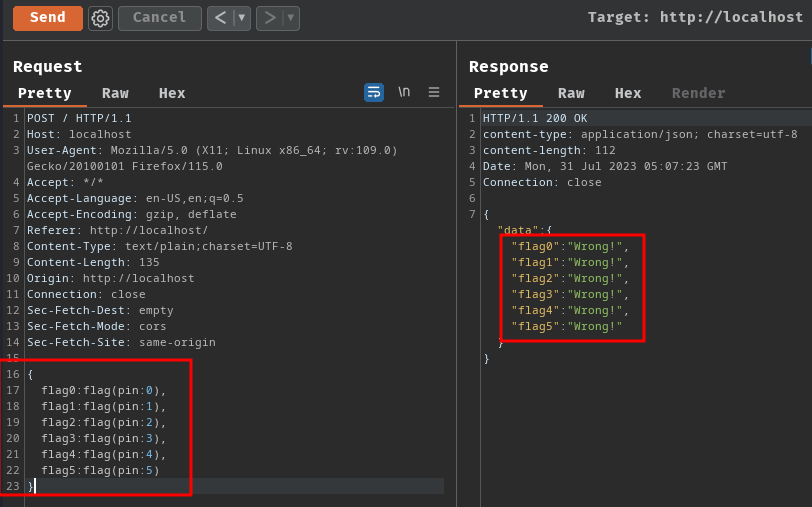 Send Cancel < > Target: http://localhost
Request
Pretty Raw Hex \n
1 POST / HTTP/1.1
2 Host: localhost
3 User-Agent: Mozilla/5.0 (X11; Linux x86_64; rv:109.0)
Gecko/20100101 Firefox/115.0
4 Accept: */*
5 Accept-Language: en-US,en;q=0.5
6 Accept-Encoding: gzip, deflate
7 Referer: http://localhost/
8 Content-Type: text/plain;charset=UTF-8
9 Content-Length: 135
10 Origin: http://localhost
11 Connection: close
12 Sec-Fetch-Dest: empty
13 Sec-Fetch-Mode: cors
14 Sec-Fetch-Site: same-origin
15
16 {
17 flag0:flag(pin:0),
18 flag1:flag(pin:1),
19 flag2:flag(pin:2),
20 flag3:flag(pin:3),
21 flag4:flag(pin:4),
22 flag5:flag(pin:5)
23 }
Response
Pretty Raw Hex Render
1 HTTP/1.1 200 OK
2 content-type: application/json; charset=utf-8
3 content-length: 112
4 Date: Mon, 31 Jul 2023 05:07:23 GMT
5 Connection: close
6
7 {
"data":{
"flag0":"Wrong!",
"flag1":"Wrong!",
"flag2":"Wrong!",
"flag3":"Wrong!",
"flag4":"Wrong!",
"flag5":"Wrong!"
}
}